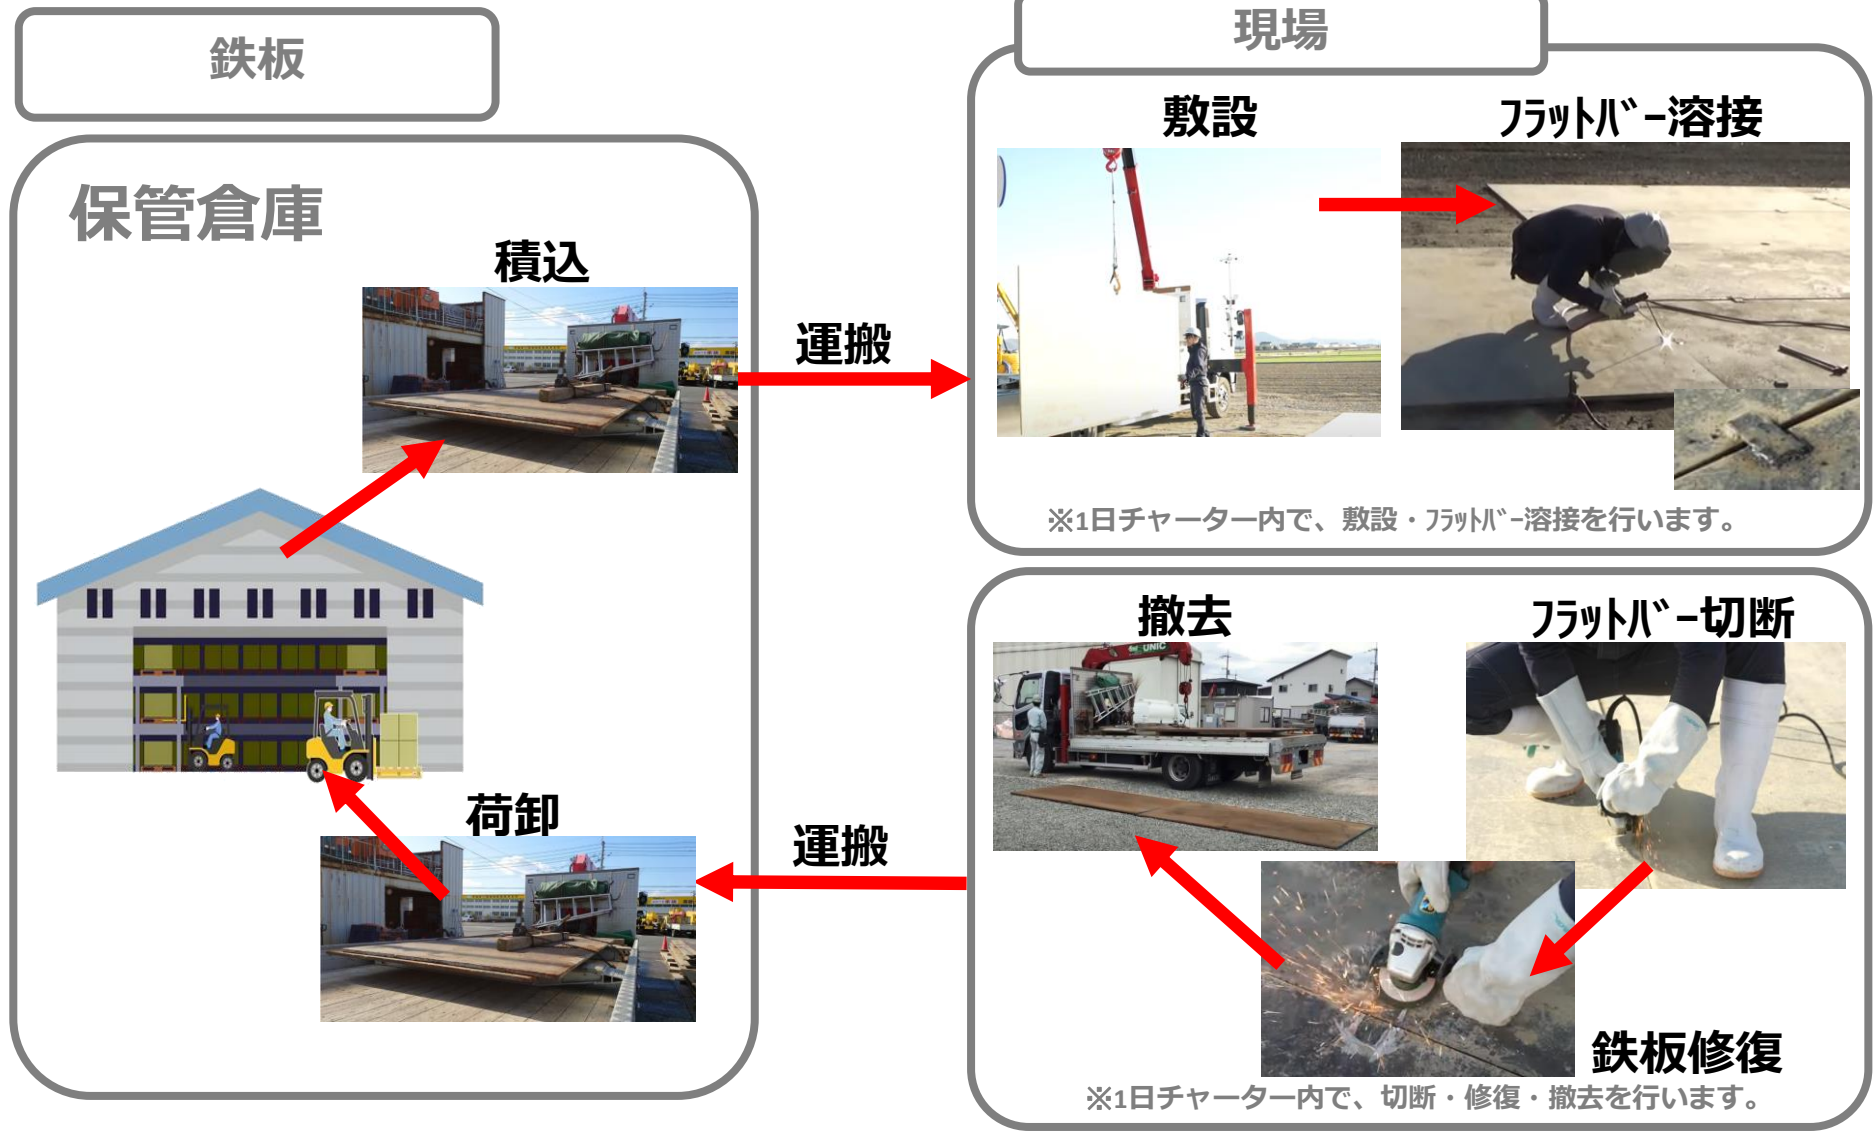 鉄板
現場
保管倉庫
積込
運搬
敷設
ﾌﾗｯﾄﾊﾞｰ溶接
※1日チャーター内で、敷設・ﾌﾗｯﾄﾊﾞｰ溶接を行います。
撤去
UNIC
ﾌﾗｯﾄﾊﾞｰ切断
鉄板修復
※1日チャーター内で、切断・修復・撤去を行います。
運搬
荷卸